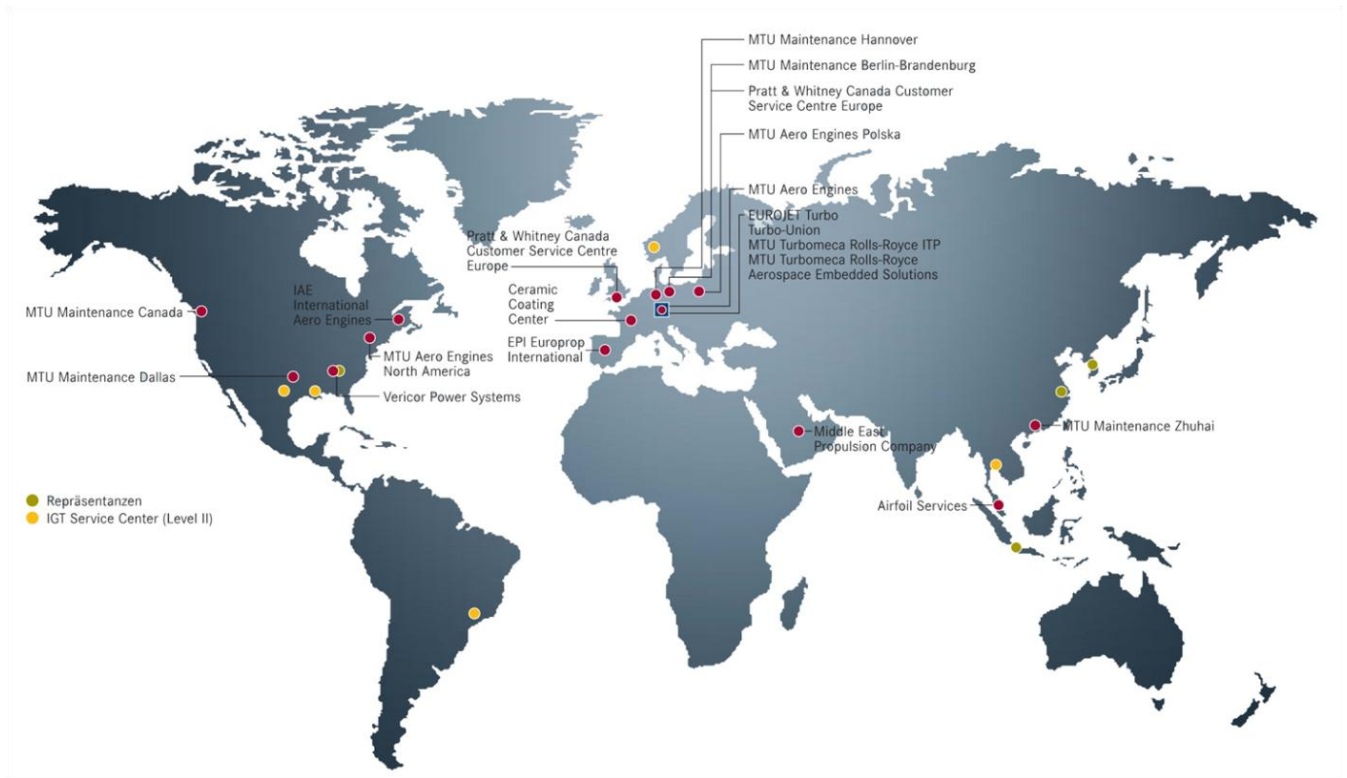 MTU Maintenance Hannover
MTU Maintenance Berlin-Brandenburg
Pratt & Whitney Canada Customer
Service Centre Europe
MTU Aero Engines Polska
MTU Aero Engines
EUROJET Turbo
Turbo-Union
MTU Turbomeca Rolls-Royce ITP
MTU Turbomeca Rolls-Royce
Aerospace Embedded Solutions
Pratt & Whitney Canada
Customer Service Centre
Europe
Ceramic
Coating
Center
EPI Europrop
International
IAE
International
Aero Engines
MTU Maintenance Canada
MTU Aero Engines
North America
MTU Maintenance Dallas
Vericor Power Systems
Middle East
Propulsion Company
MTU Maintenance Zhuhai
Airfoil Services
Repräsentanzen
IGT Service Center (Level II)